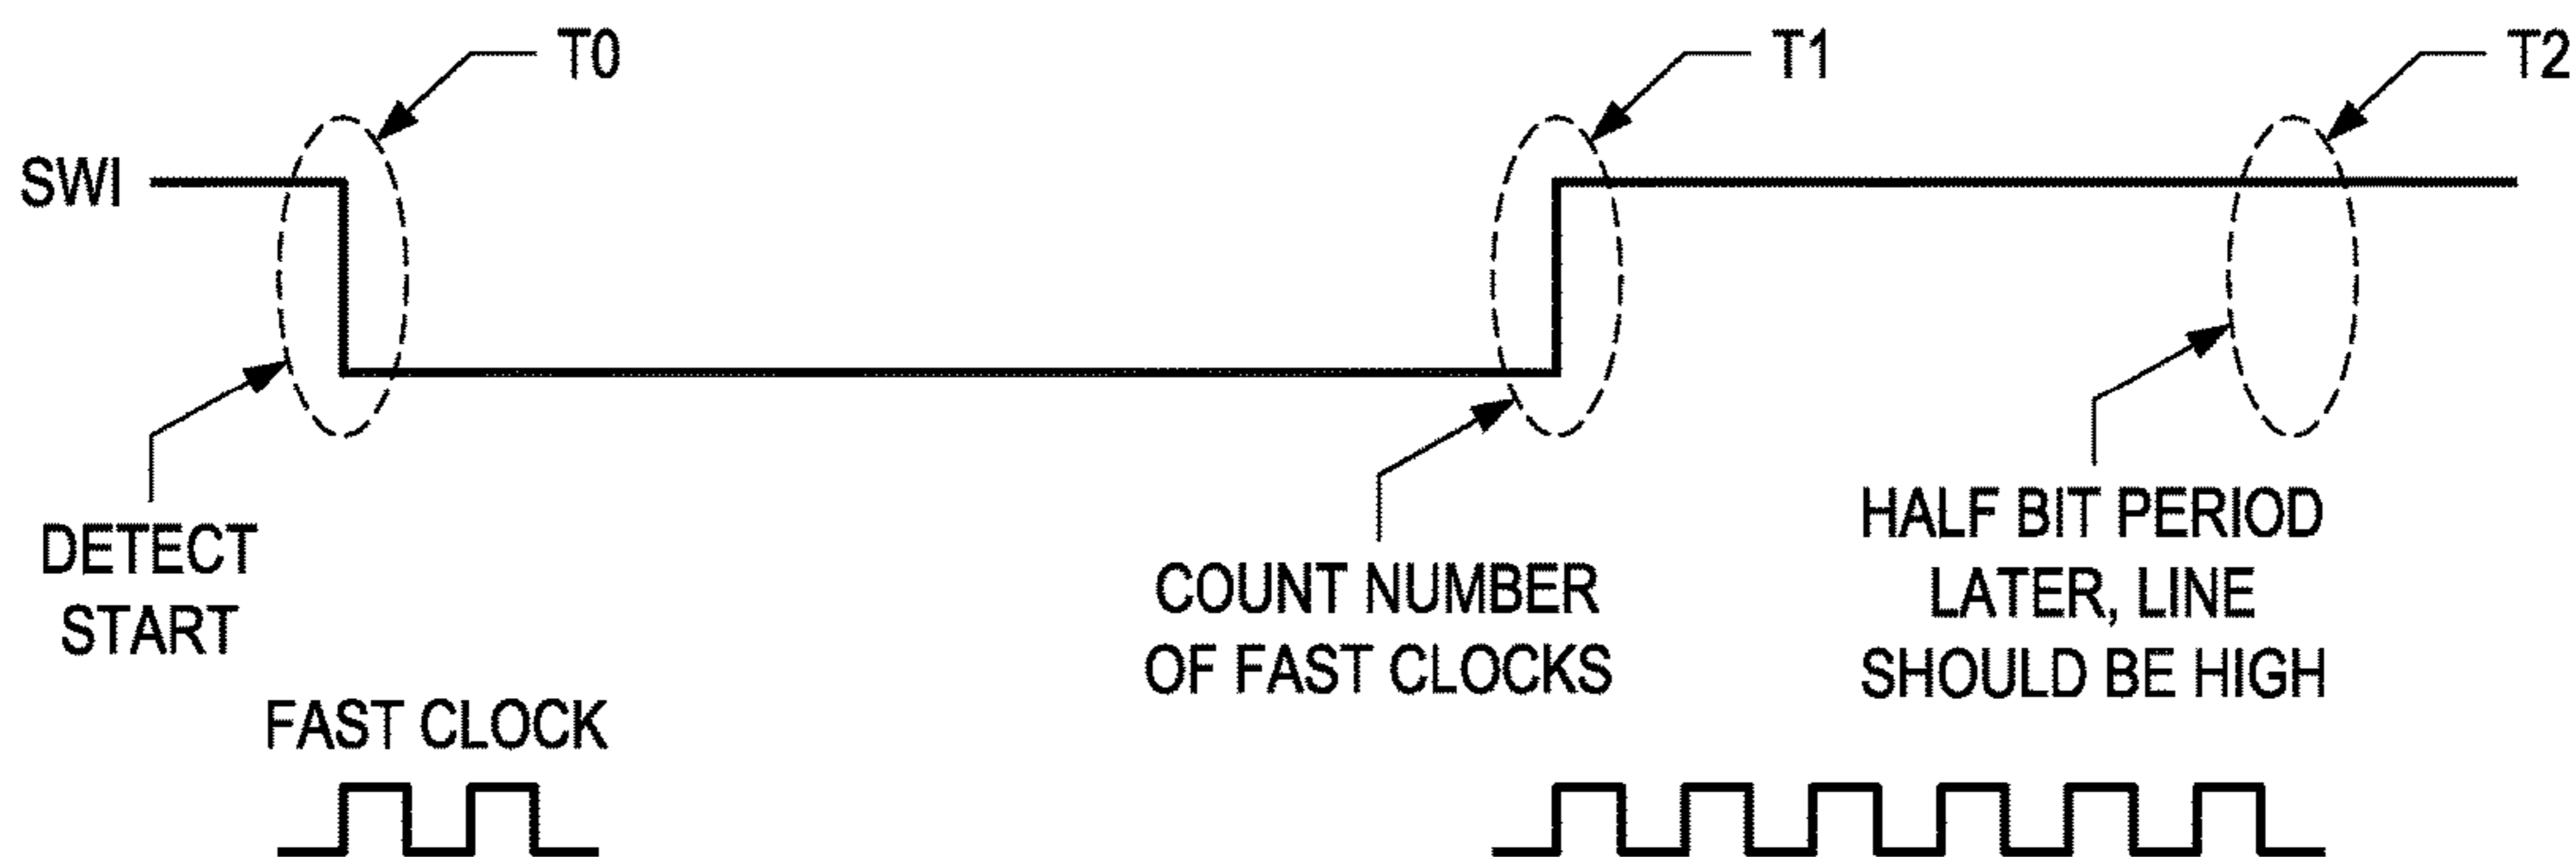 T0
T1
T2
SWI
DETECT
START
COUNT NUMBER
OF FAST CLOCKS
HALF BIT PERIOD
LATER, LINE
SHOULD BE HIGH
FAST CLOCK